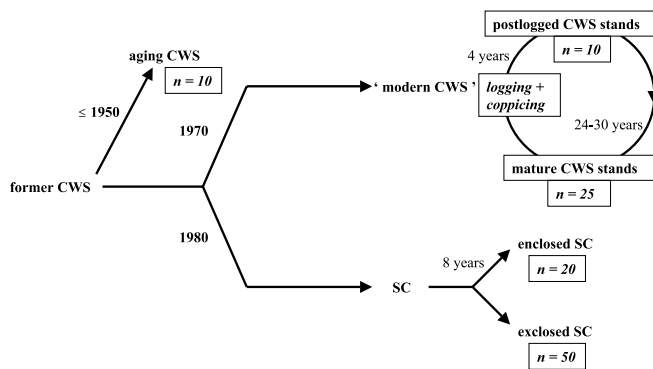 postlogged CWS stands
n = 10
aging CWS
n = 10
4 years
' modern CWS '
logging +
coppicing
≤ 1950
1970
24-30 years
mature CWS stands
n = 25
former CWS
1980
enclosed SC
n = 20
8 years
SC
exclosed SC
n = 50